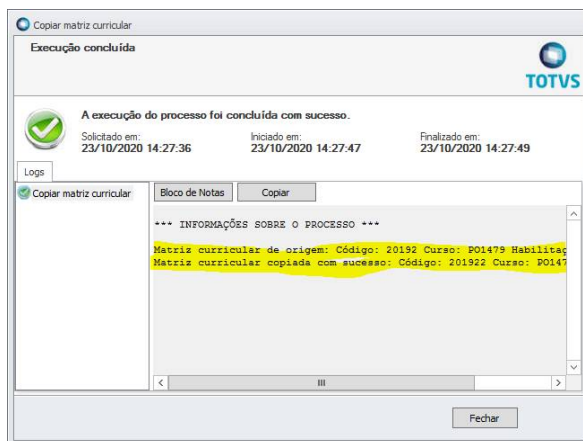 Copiar matriz curricular
Execução concluída
TOTVS
A execução do processo foi concluída com sucesso.
Solicitado em: Iniciado em: Finalizado em:
23/10/2020 14:27:36 23/10/2020 14:27:47 23/10/2020 14:27:49
Logs
Copiar matriz curricular
Bloco de Notas Copiar
*** INFORMAÇÕES SOBRE O PROCESSO ***
Matriz curricular de origem: Código: 20192 Curso: PO1479 Habilitaç
Matriz curricular copiada com sucesso: Código: 201922 Curso: PO147
Fechar